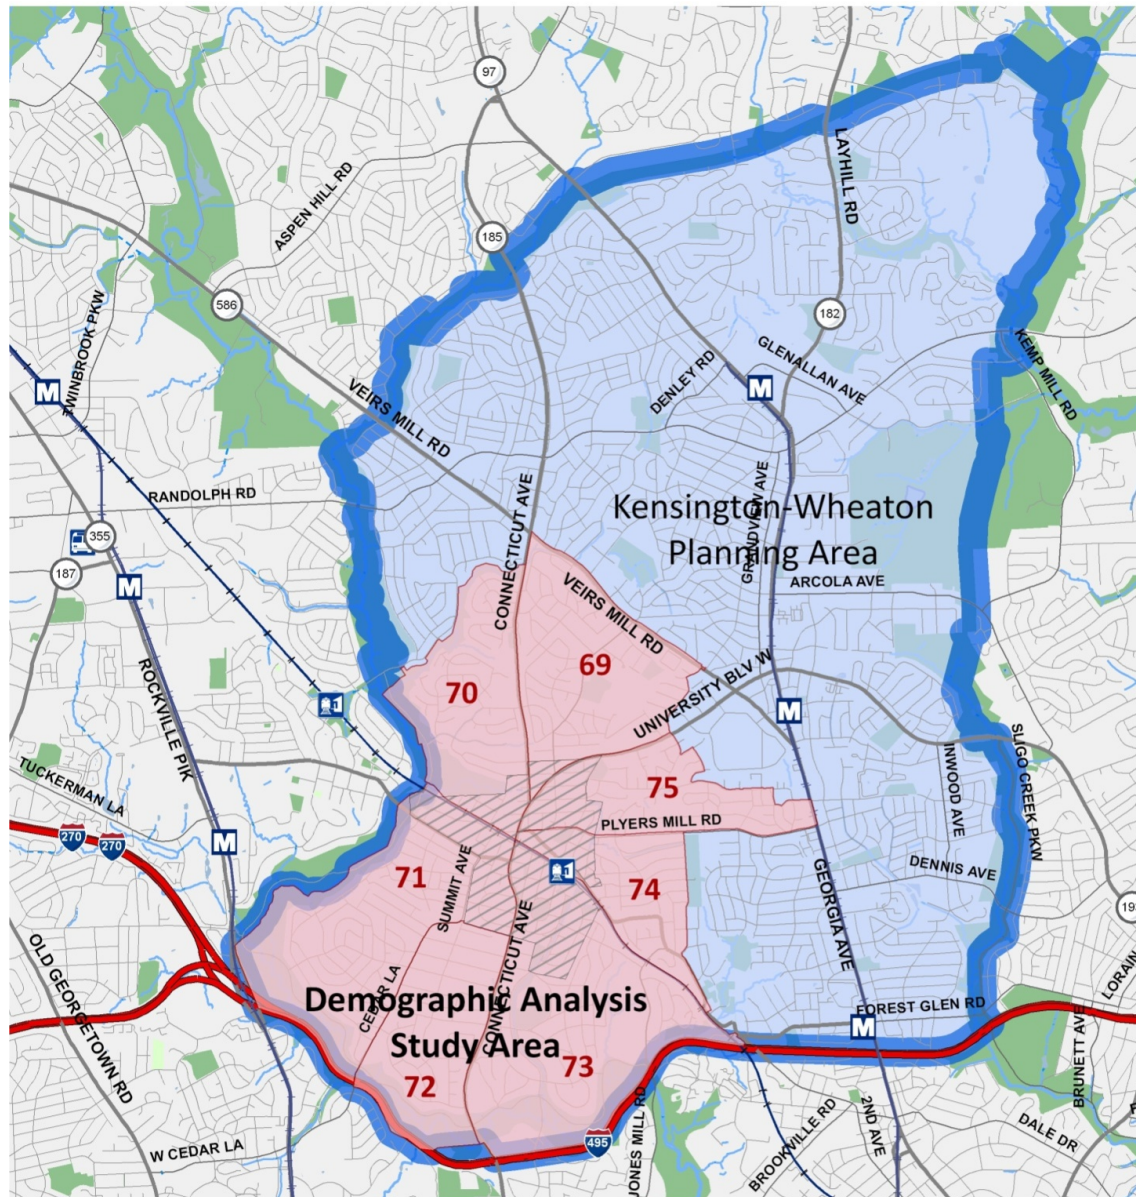 97
LAYHILL RD
ASPEN HILL RD
185
586
182
TWINBROOK PKW
M
M
KEMP MILL RD
GLENALLAN AVE
DENLEY RD
VEIRS MILL RD
RANDOLPH RD
CONNECTICUT AVE
GRANDVIEW AVE
Kensington-Wheaton
Planning Area
355
187
M
ARCOLA AVE
VEIRS MILL RD
69
70
UNIVERSITY BLV W
ROCKVILLE PIK
M
SLIGO CREEK PKW
INWOOD AVE
TUCKERMAN LA
75
PLYERS MILL RD
270
270
M
71
SUMMIT AVE
74
DENNIS AVE
GEORGIA AVE
CONNECTICUT AVE
OLD GEORGETOWN RD
CEDAR LA
LORAIN
Demographic Analysis
Study Area
FOREST GLEN RD
M
72
73
BRUNETT AVE
495
JONES MILL RD
BROOKVILLE RD
2ND AVE
DALE DR
W CEDAR LA